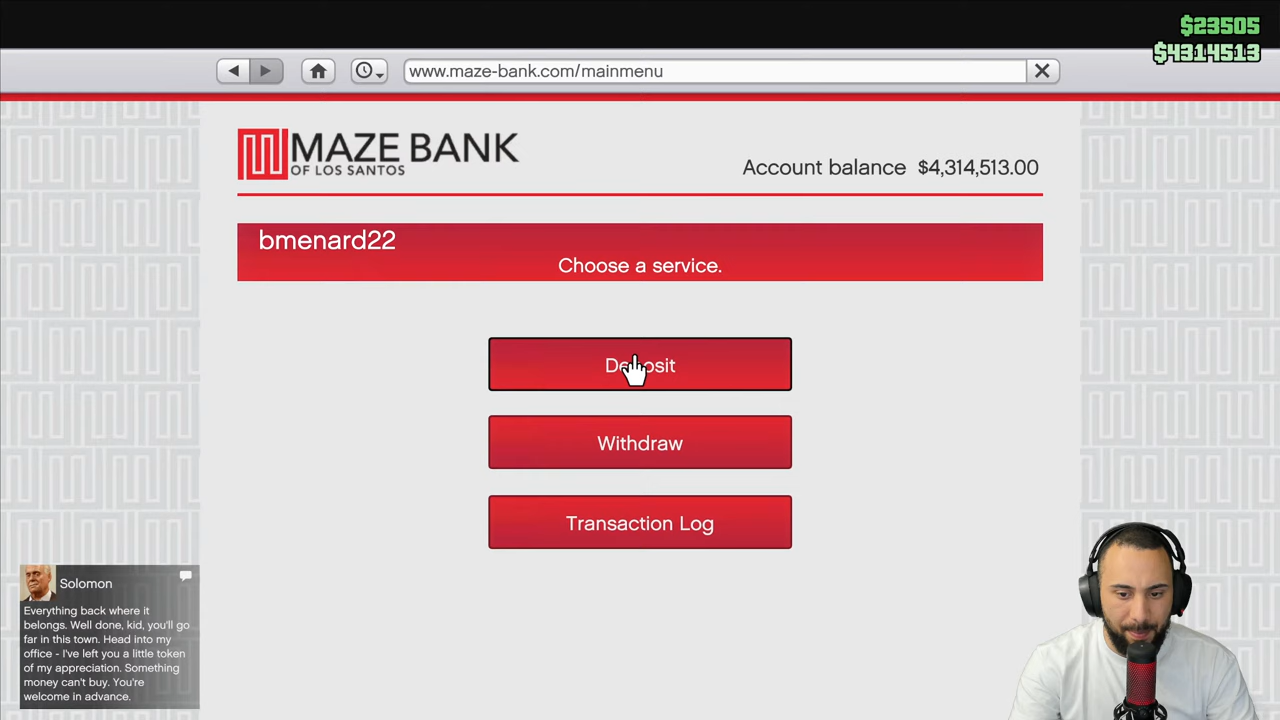 $23505
$4314513
www.maze-bank.com/mainmenu
MAZE BANK
OF LOS SANTOS
Account balance $4,314,513.00
bmenard22
Choose a service.
Deposit
Withdraw
Transaction Log
Solomon
Everything back where it
belongs. Well done, kid, you'll go
far in this town. Head into my
office - I've left you a little token
of my appreciation. Something
money can't buy. You're
welcome in advance.